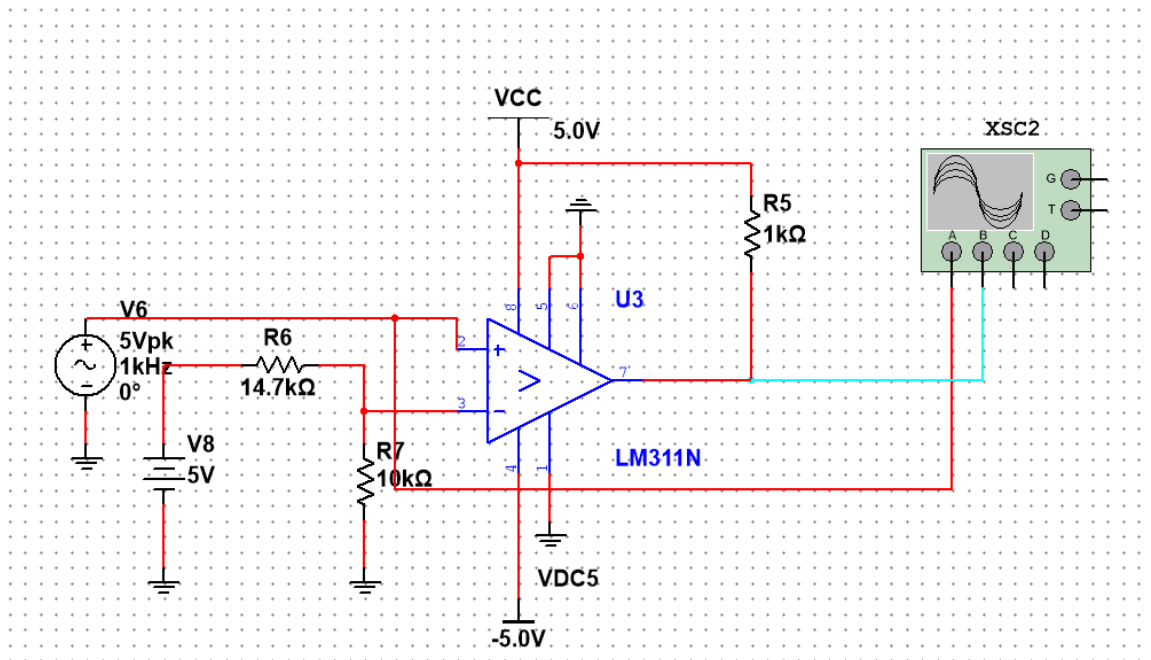 VCC
5.0V
XSC2
G
T
A B C D
R5
1kΩ
U3
8 5 6
V6
5Vpk
1kHz
0°
R6
14.7kΩ
2
3
7
V8
5V
R7
10kΩ
LM311N
4 1
VDC5
-5.0V